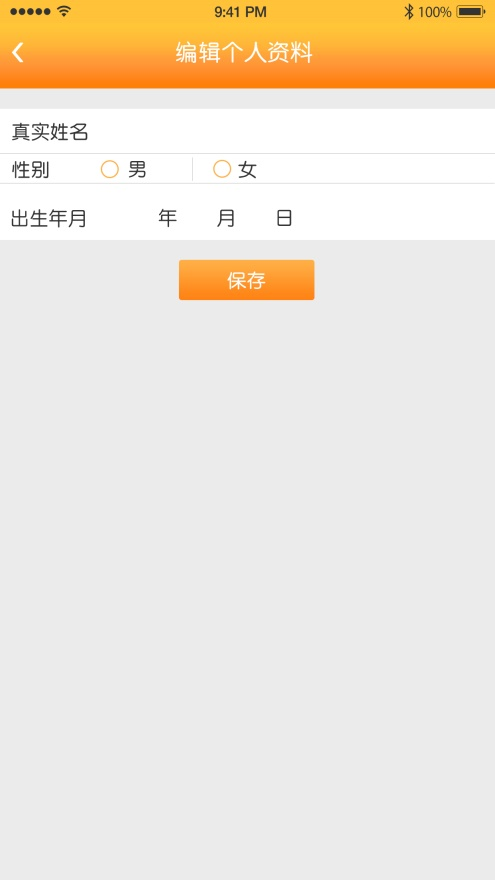 9:41 PM 100%
编辑个人资料
真实姓名
性别 男 女
出生年月 年 月 日
保存